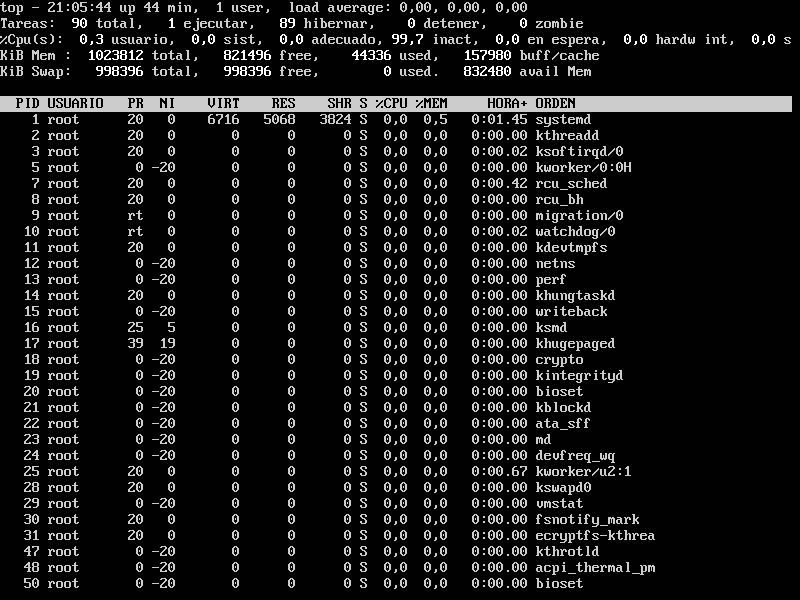 top - 21:05:44 up 44 min,  1 user,  load average: 0,00, 0,00, 0,00
Tareas:  90 total,   1 ejecutar,  89 hibernar,   0 detener,   0 zombie
%Cpu(s):  0,3 usuario,  0,0 sist,  0,0 adecuado, 99,7 inact,  0,0 en espera,  0,0 hardw int,  0,0 s
KiB Mem :  1023812 total,   821496 free,    44336 used,   157980 buff/cache
KiB Swap:   998396 total,   998396 free,        0 used.   832480 avail Mem
PID USUARIO   PR  NI    VIRT    RES    SHR S %CPU %MEM     HORA+ ORDEN
1 root      20   0    6716   5068   3824 S  0,0  0,5   0:01.45 systemd
2 root      20   0       0      0      0 S  0,0  0,0   0:00.00 kthreadd
3 root      20   0       0      0      0 S  0,0  0,0   0:00.02 ksoftirqd/0
5 root       0 -20       0      0      0 S  0,0  0,0   0:00.00 kworker/0:0H
7 root      20   0       0      0      0 S  0,0  0,0   0:00.42 rcu_sched
8 root      20   0       0      0      0 S  0,0  0,0   0:00.00 rcu_bh
9 root      rt   0       0      0      0 S  0,0  0,0   0:00.00 migration/0
10 root      rt   0       0      0      0 S  0,0  0,0   0:00.02 watchdog/0
11 root      20   0       0      0      0 S  0,0  0,0   0:00.00 kdevtmpfs
12 root       0 -20       0      0      0 S  0,0  0,0   0:00.00 netns
13 root       0 -20       0      0      0 S  0,0  0,0   0:00.00 perf
14 root      20   0       0      0      0 S  0,0  0,0   0:00.00 khungtaskd
15 root       0 -20       0      0      0 S  0,0  0,0   0:00.00 writeback
16 root      25   5       0      0      0 S  0,0  0,0   0:00.00 ksmd
17 root      39  19       0      0      0 S  0,0  0,0   0:00.00 khugepaged
18 root       0 -20       0      0      0 S  0,0  0,0   0:00.00 crypto
19 root       0 -20       0      0      0 S  0,0  0,0   0:00.00 kintegrityd
20 root       0 -20       0      0      0 S  0,0  0,0   0:00.00 bioset
21 root       0 -20       0      0      0 S  0,0  0,0   0:00.00 kblockd
22 root       0 -20       0      0      0 S  0,0  0,0   0:00.00 ata_sff
23 root       0 -20       0      0      0 S  0,0  0,0   0:00.00 md
24 root       0 -20       0      0      0 S  0,0  0,0   0:00.00 devfreq_wq
25 root      20   0       0      0      0 S  0,0  0,0   0:00.67 kworker/u2:1
28 root      20   0       0      0      0 S  0,0  0,0   0:00.00 kswapd0
29 root       0 -20       0      0      0 S  0,0  0,0   0:00.00 vmstat
30 root      20   0       0      0      0 S  0,0  0,0   0:00.00 fsnotify_mark
31 root      20   0       0      0      0 S  0,0  0,0   0:00.00 ecryptfs-kthrea
47 root       0 -20       0      0      0 S  0,0  0,0   0:00.00 kthrotld
48 root       0 -20       0      0      0 S  0,0  0,0   0:00.00 acpi_thermal_pm
50 root       0 -20       0      0      0 S  0,0  0,0   0:00.00 bioset